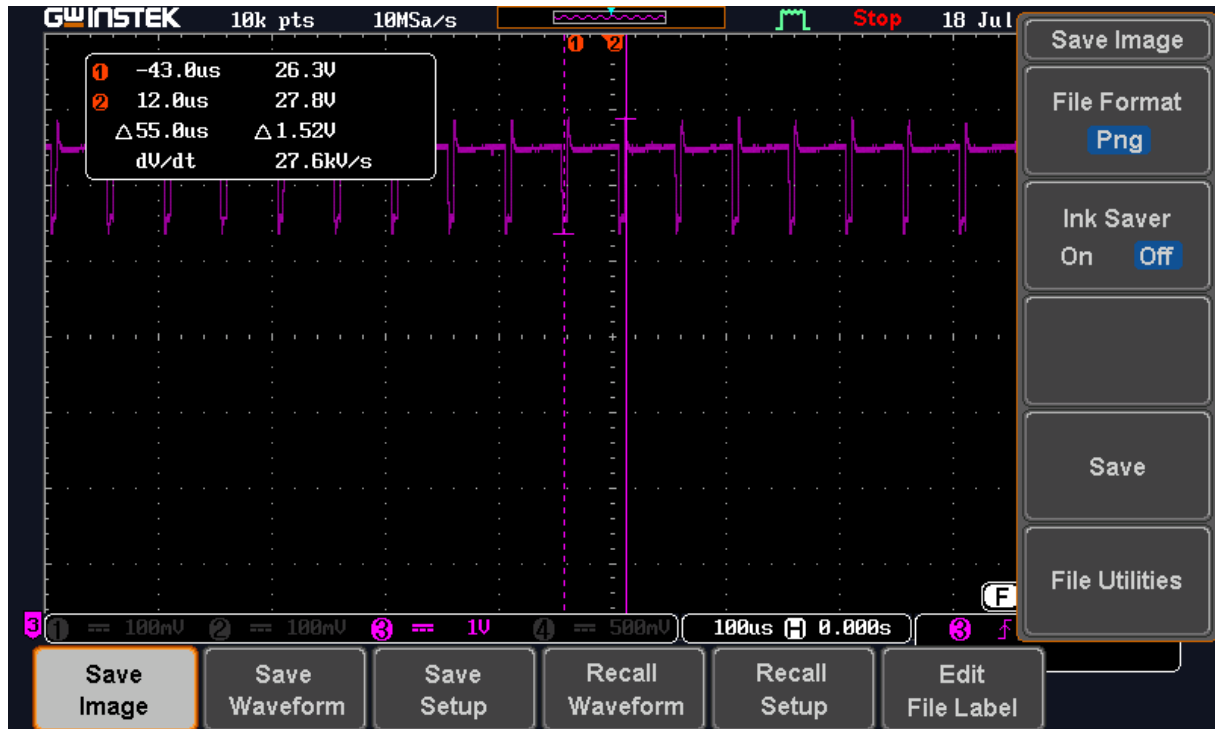 GWINSTEK 10k pts 10MSa/s Stop 18 Jul
1 2
1 -43.0us 26.3V
2 12.0us 27.8V
△55.0us △1.52V
dV/dt 27.6kV/s
Save Image
File Format
Png
Ink Saver
On Off
Save
File Utilities
F
3
1 100mV 2 100mV 3 1V 4 500mV 100us H 0.000s 3
Save Image
Save Waveform
Save Setup
Recall Waveform
Recall Setup
Edit File Label